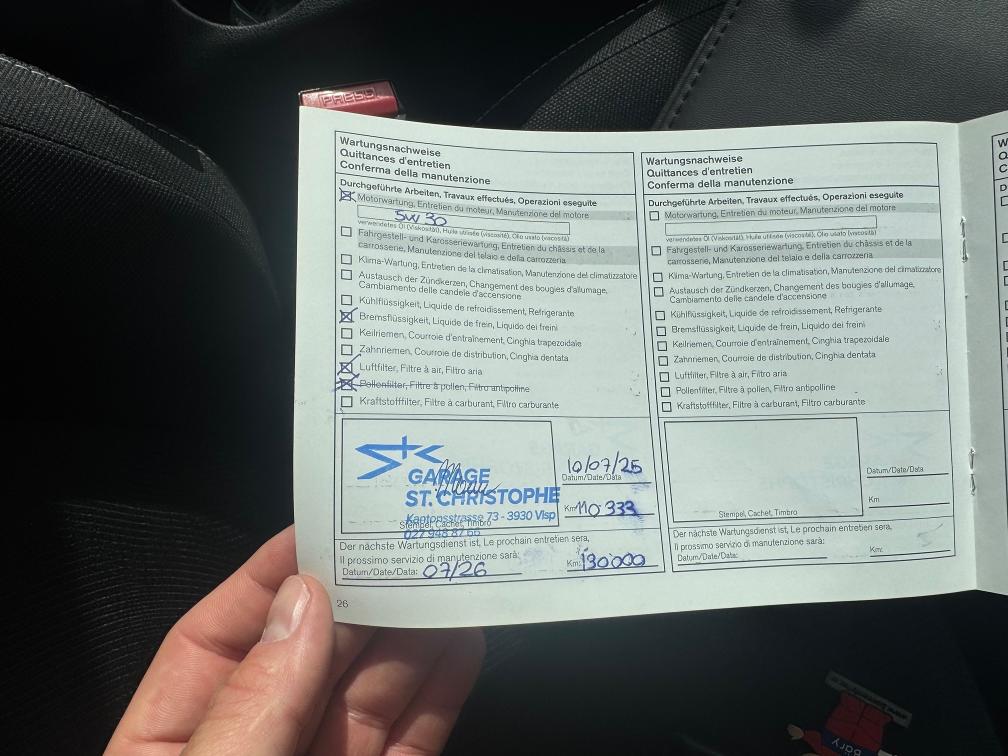 PRESS
Wartungsnachweise
Quittances d'entretien
Conferma della manutenzione
Durchgeführte Arbeiten, Travaux effectués, Operazioni eseguite
Motorwartung, Entretien du moteur, Manutenzione del motore
5W30
verwendetes Öl (Viskosität), Huile utilisée (viscosité), Olio usato (viscosità)
Fahrgestell- und Karosseriewartung, Entretien du châssis et de la
carrosserie, Manutenzione del telaio e della carrozzeria
Klima-Wartung, Entretien de la climatisation, Manutenzione del climatizzatore
Austausch der Zündkerzen, Changement des bougies d'allumage,
Cambiamento delle candele d'accensione
Kühlflüssigkeit, Liquide de refroidissement, Refrigerante
Bremsflüssigkeit, Liquide de frein, Liquido dei freini
Keilriemen, Courroie d'entraînement, Cinghia trapezoidale
Zahnriemen, Courroie de distribution, Cinghia dentata
Luftfilter, Filtre à air, Filtro aria
Pollenfilter, Filtre à pollen, Filtro antipolline
Kraftstofffilter, Filtre à carburant, Filtro carburante
GARAGE
ST. CHRISTOPHE
Kantonsstrasse 73 - 3930 Visp
Stempel, Cachet, Timbro
10/07/25
Datum/Date/Data
Km 110 333
Der nächste Wartungsdienst ist, Le prochain entretien sera,
Il prossimo servizio di manutenzione sarà:
Datum/Date/Data: 07/26
Km: 130000
26
Wartungsnachweise
Quittances d'entretien
Conferma della manutenzione
Durchgeführte Arbeiten, Travaux effectués, Operazioni eseguite
Motorwartung, Entretien du moteur, Manutenzione del motore
verwendetes Öl (Viskosität), Huile utilisée (viscosité), Olio usato (viscosità)
Fahrgestell- und Karosseriewartung, Entretien du châssis et de la
carrosserie, Manutenzione del telaio e della carrozzeria
Klima-Wartung, Entretien de la climatisation, Manutenzione del climatizzatore
Austausch der Zündkerzen, Changement des bougies d'allumage,
Cambiamento delle candele d'accensione
Kühlflüssigkeit, Liquide de refroidissement, Refrigerante
Bremsflüssigkeit, Liquide de frein, Liquido dei freini
Keilriemen, Courroie d'entraînement, Cinghia trapezoidale
Zahnriemen, Courroie de distribution, Cinghia dentata
Luftfilter, Filtre à air, Filtro aria
Pollenfilter, Filtre à pollen, Filtro antipolline
Kraftstofffilter, Filtre à carburant, Filtro carburante
Stempel, Cachet, Timbro
Datum/Date/Data
Km
Der nächste Wartungsdienst ist, Le prochain entretien sera,
Il prossimo servizio di manutenzione sarà:
Datum/Date/Data:
Km: